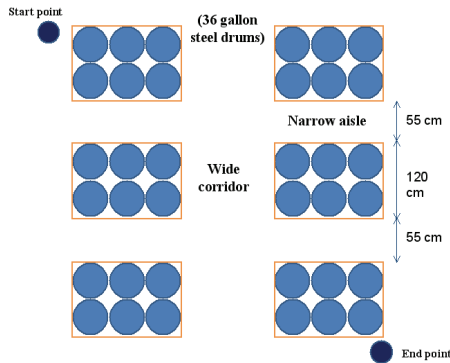 Start point
(36 gallon
steel drums)
Narrow aisle
55 cm
Wide
corridor
120
cm
55 cm
End point